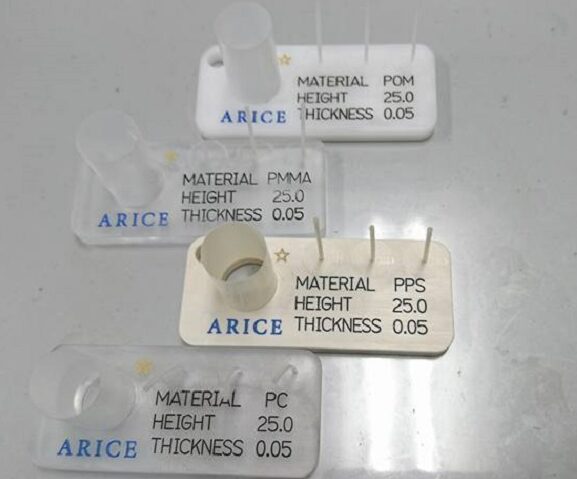 MATERIAL POM
HEIGHT 25.0
ARICE THICKNESS 0.05
MATERIAL PMMA
HEIGHT 25.0
ARICE THICKNESS 0.05
MATERIAL PPS
HEIGHT 25.0
ARICE THICKNESS 0.05
MATERIAL PC
HEIGHT 25.0
ARICE THICKNESS 0.05